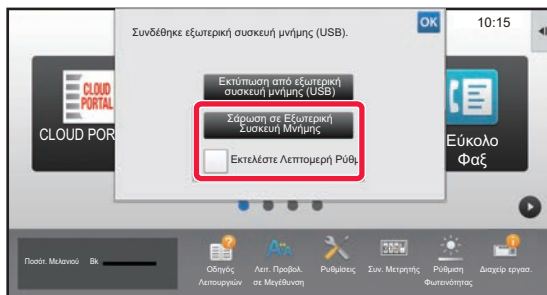 Συνδέθηκε εξωτερική συσκευή μνήμης (USB).
OK
10:15
Εκτύπωση από εξωτερική
συσκευή μνήμης (USB)
Σάρωση σε Εξωτερική
Συσκευή Μνήμης
Εκτελέστε Λεπτομερή Ρύθμ
CLOUD
PORTAL
CLOUD POR
Εύκολο
Φαξ
Ποσότ. Μελανιού Bk
Οδηγός
Λειτουργιών
Λειτ. Προβολ.
σε Μεγέθυνση
Ρυθμίσεις
Συν. Μετρητής
Ρύθμιση
Φωτεινότητας
Διαχείρ εργασ.